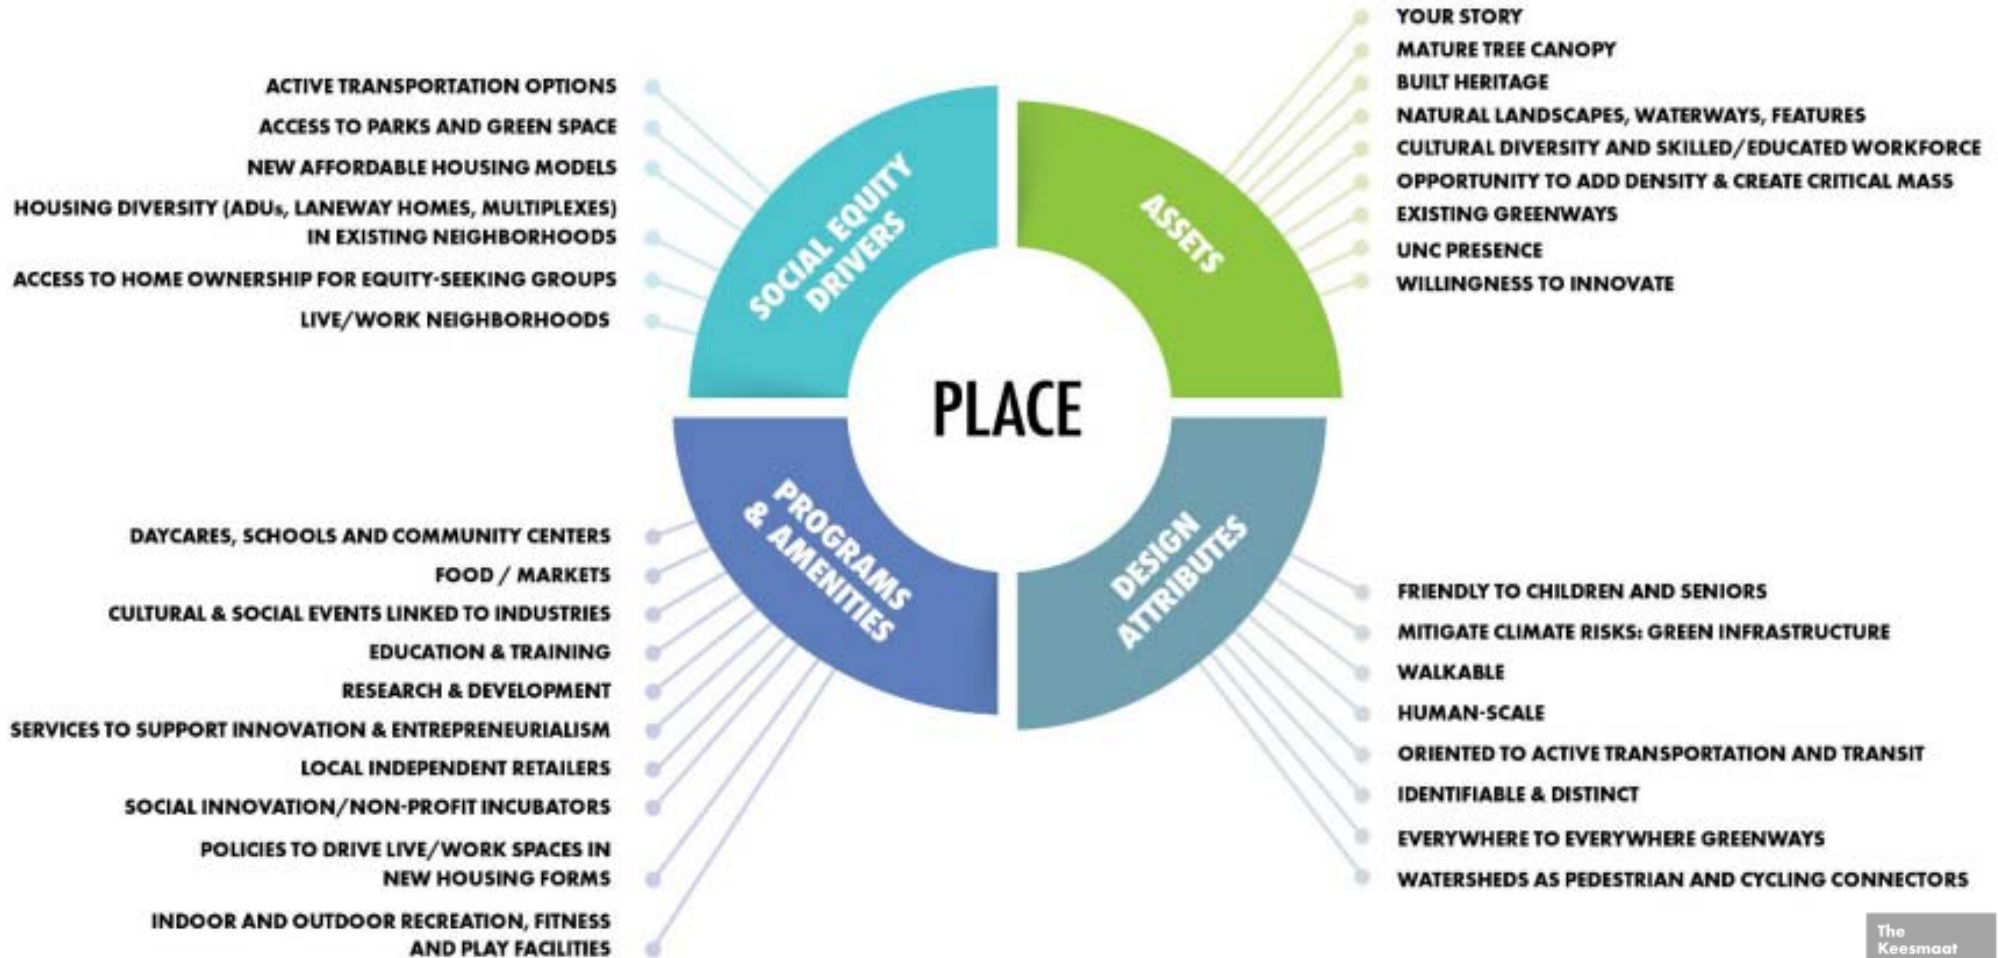 ACTIVE TRANSPORTATION OPTIONS
ACCESS TO PARKS AND GREEN SPACE
NEW AFFORDABLE HOUSING MODELS
HOUSING DIVERSITY (ADUs, LANEWAY HOMES, MULTIPLEXES)
IN EXISTING NEIGHBORHOODS
ACCESS TO HOME OWNERSHIP FOR EQUITY-SEEKING GROUPS
LIVE/WORK NEIGHBORHOODS
SOCIAL EQUITY
DRIVERS
YOUR STORY
MATURE TREE CANOPY
BUILT HERITAGE
NATURAL LANDSCAPES, WATERWAYS, FEATURES
CULTURAL DIVERSITY AND SKILLED/EDUCATED WORKFORCE
OPPORTUNITY TO ADD DENSITY & CREATE CRITICAL MASS
EXISTING GREENWAYS
UNC PRESENCE
WILLINGNESS TO INNOVATE
ASSETS
PLACE
DAYCARES, SCHOOLS AND COMMUNITY CENTERS
FOOD / MARKETS
CULTURAL & SOCIAL EVENTS LINKED TO INDUSTRIES
EDUCATION & TRAINING
RESEARCH & DEVELOPMENT
SERVICES TO SUPPORT INNOVATION & ENTREPRENEURIALISM
LOCAL INDEPENDENT RETAILERS
SOCIAL INNOVATION/NON-PROFIT INCUBATORS
POLICIES TO DRIVE LIVE/WORK SPACES IN
NEW HOUSING FORMS
INDOOR AND OUTDOOR RECREATION, FITNESS
AND PLAY FACILITIES
PROGRAMS
& AMENITIES
DESIGN
ATTRIBUTES
FRIENDLY TO CHILDREN AND SENIORS
MITIGATE CLIMATE RISKS: GREEN INFRASTRUCTURE
WALKABLE
HUMAN-SCALE
ORIENTED TO ACTIVE TRANSPORTATION AND TRANSIT
IDENTIFIABLE & DISTINCT
EVERYWHERE TO EVERYWHERE GREENWAYS
WATERSHEDS AS PEDESTRIAN AND CYCLING CONNECTORS
The
Keesmaat